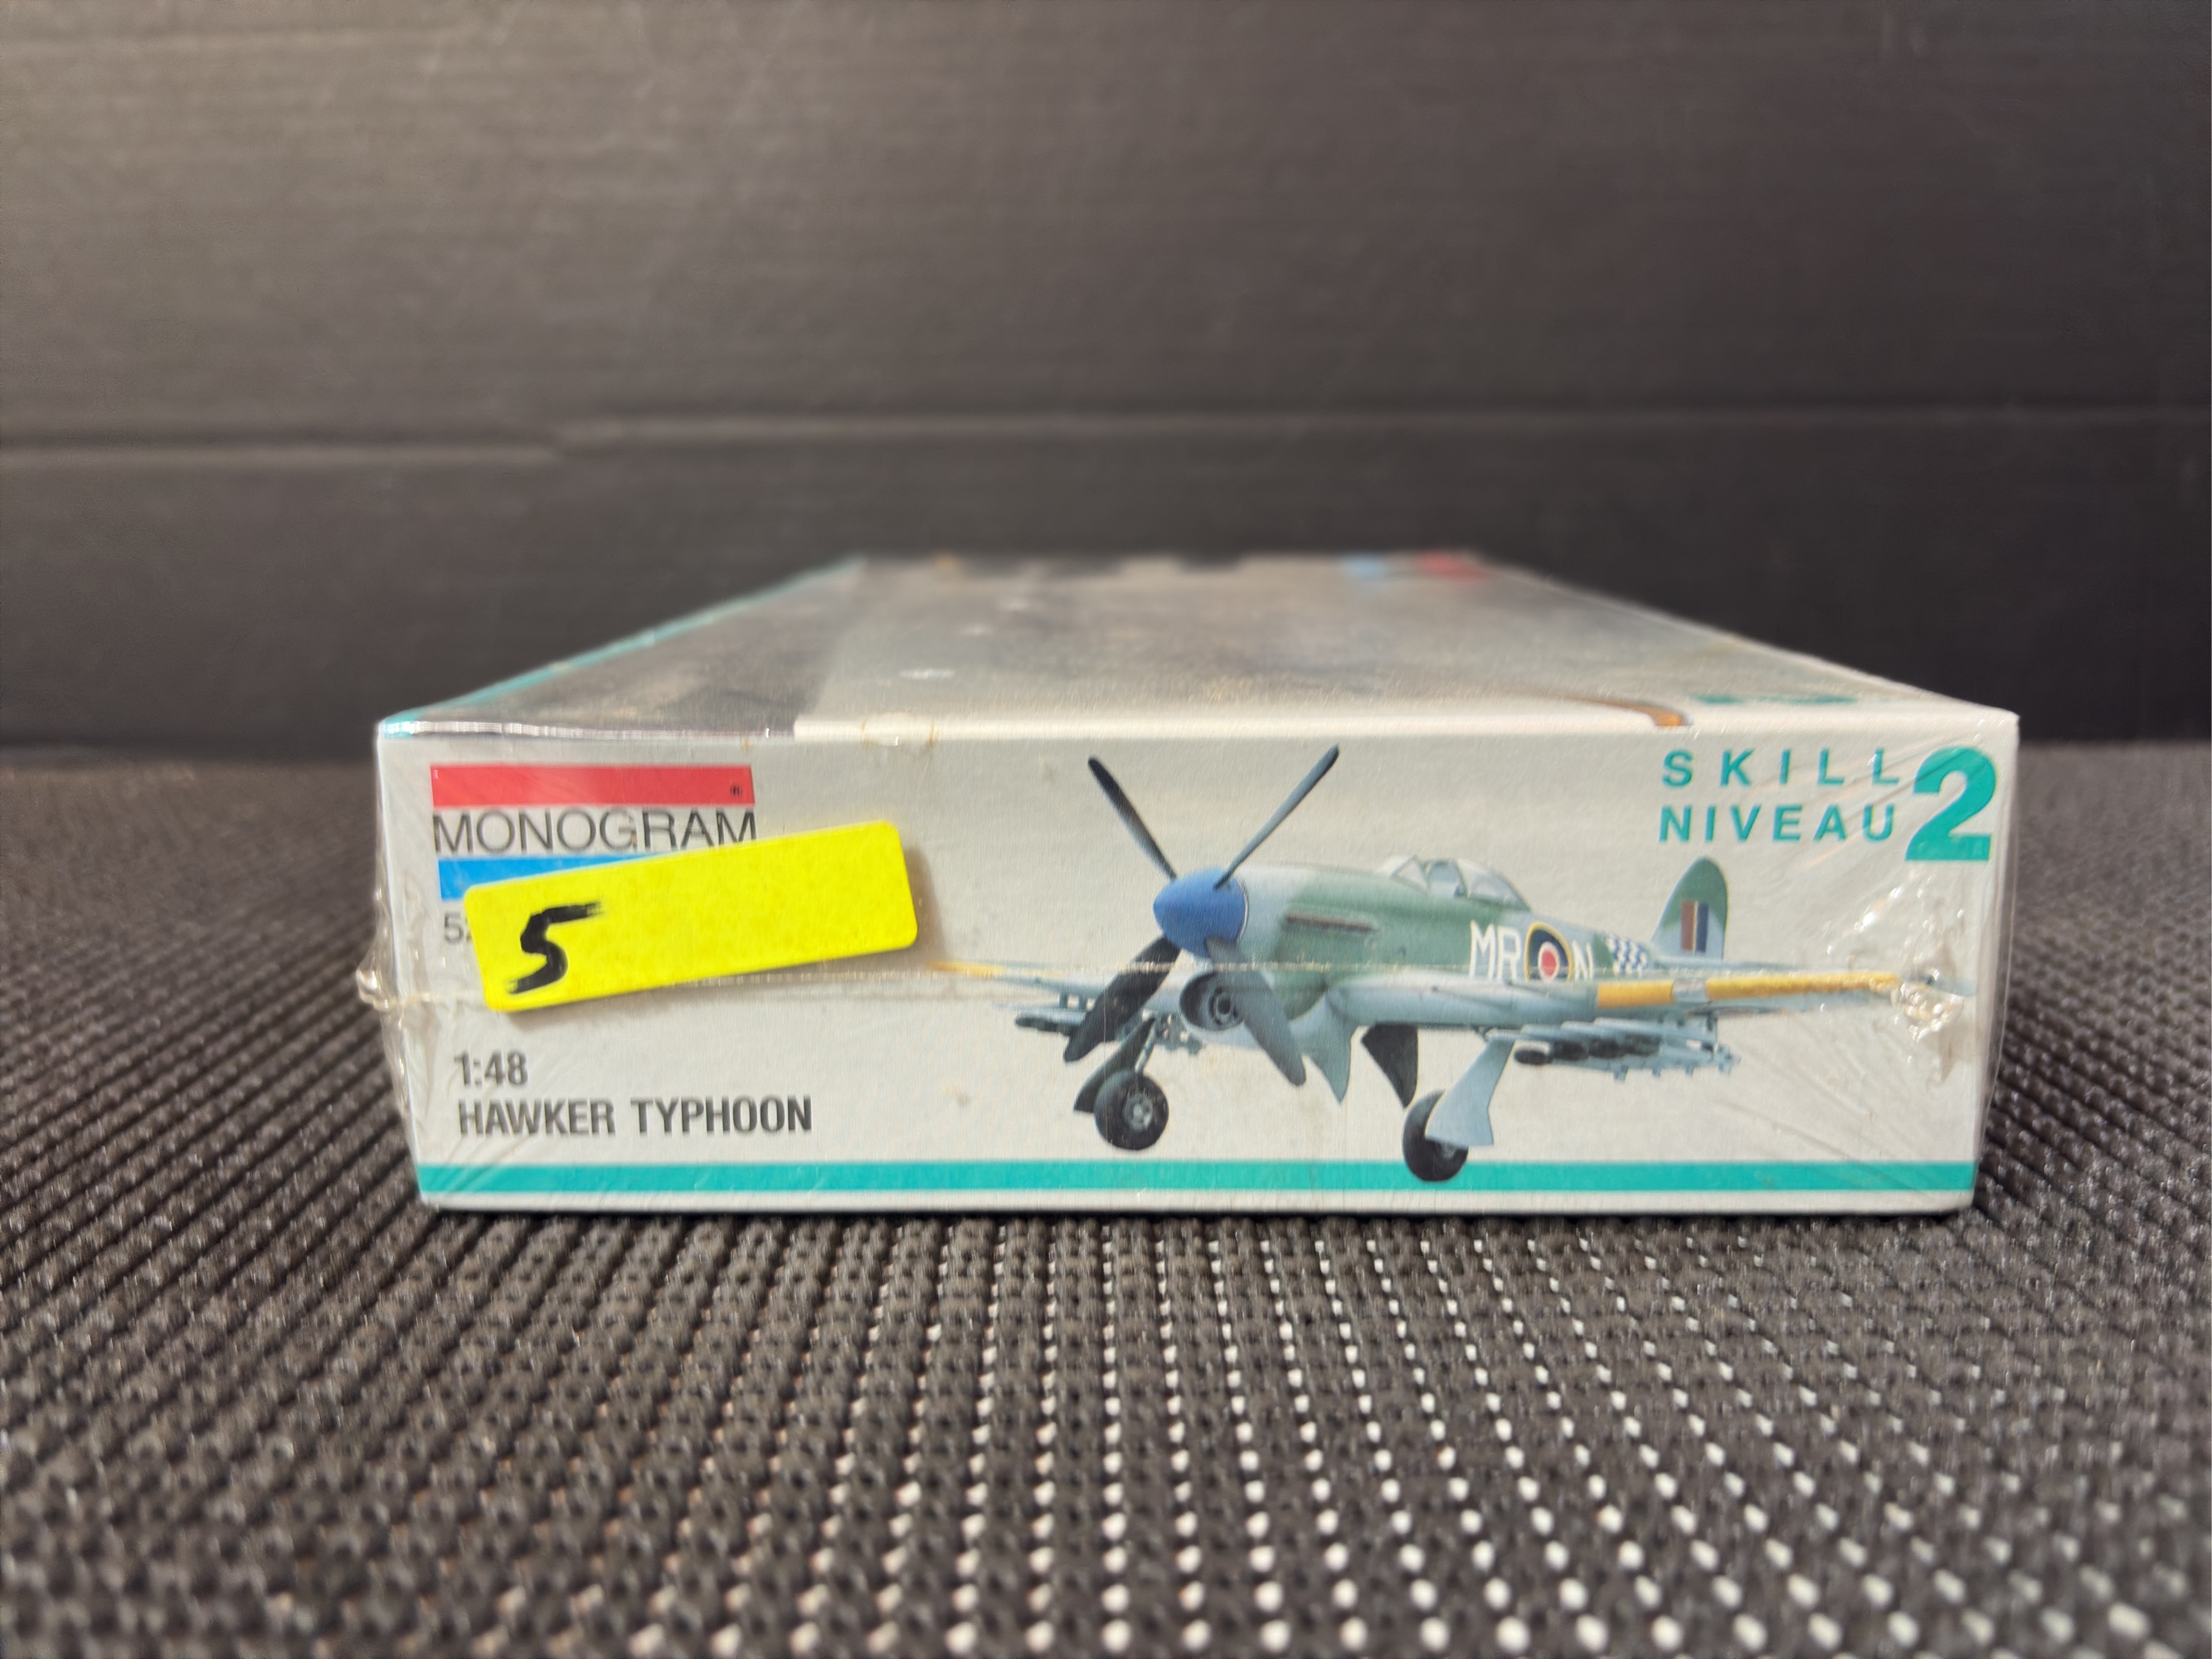 MONOGRAM
5
1:48
HAWKER TYPHOON
SKILL
NIVEAU 2
MR N